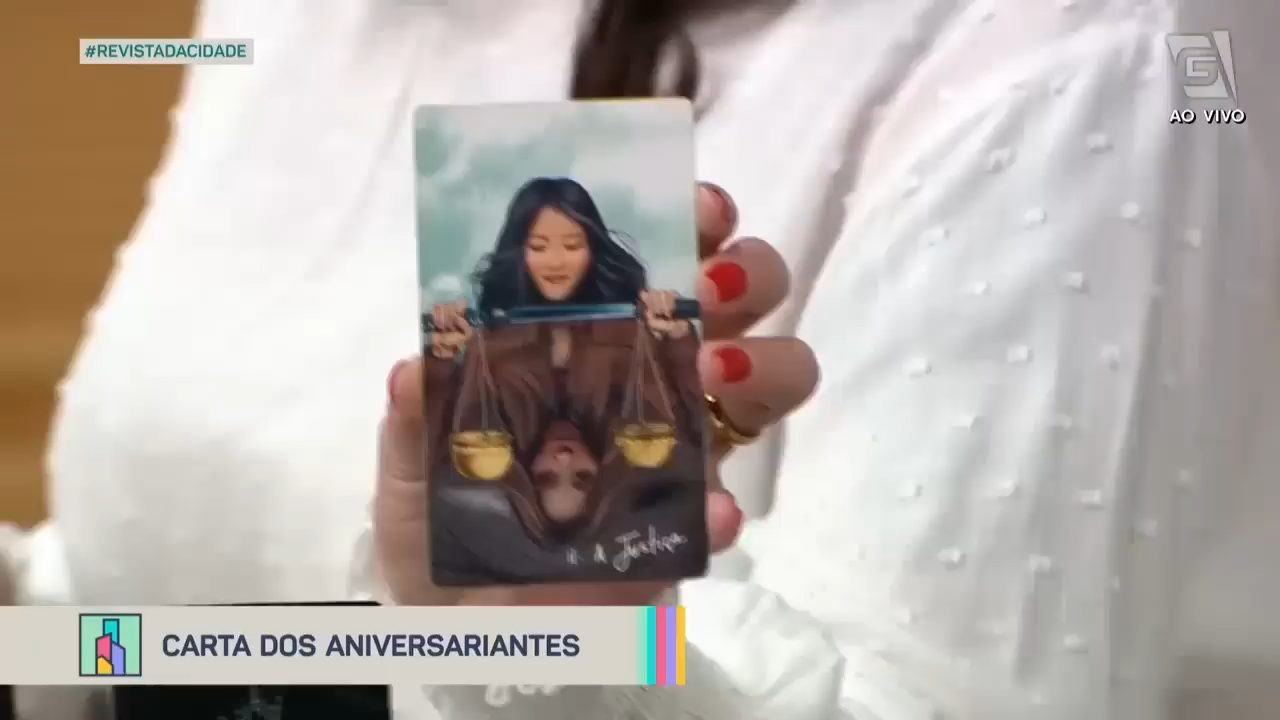 #REVISTADACIDADE
AO VIVO
A Justiça
CARTA DOS ANIVERSARIANTES